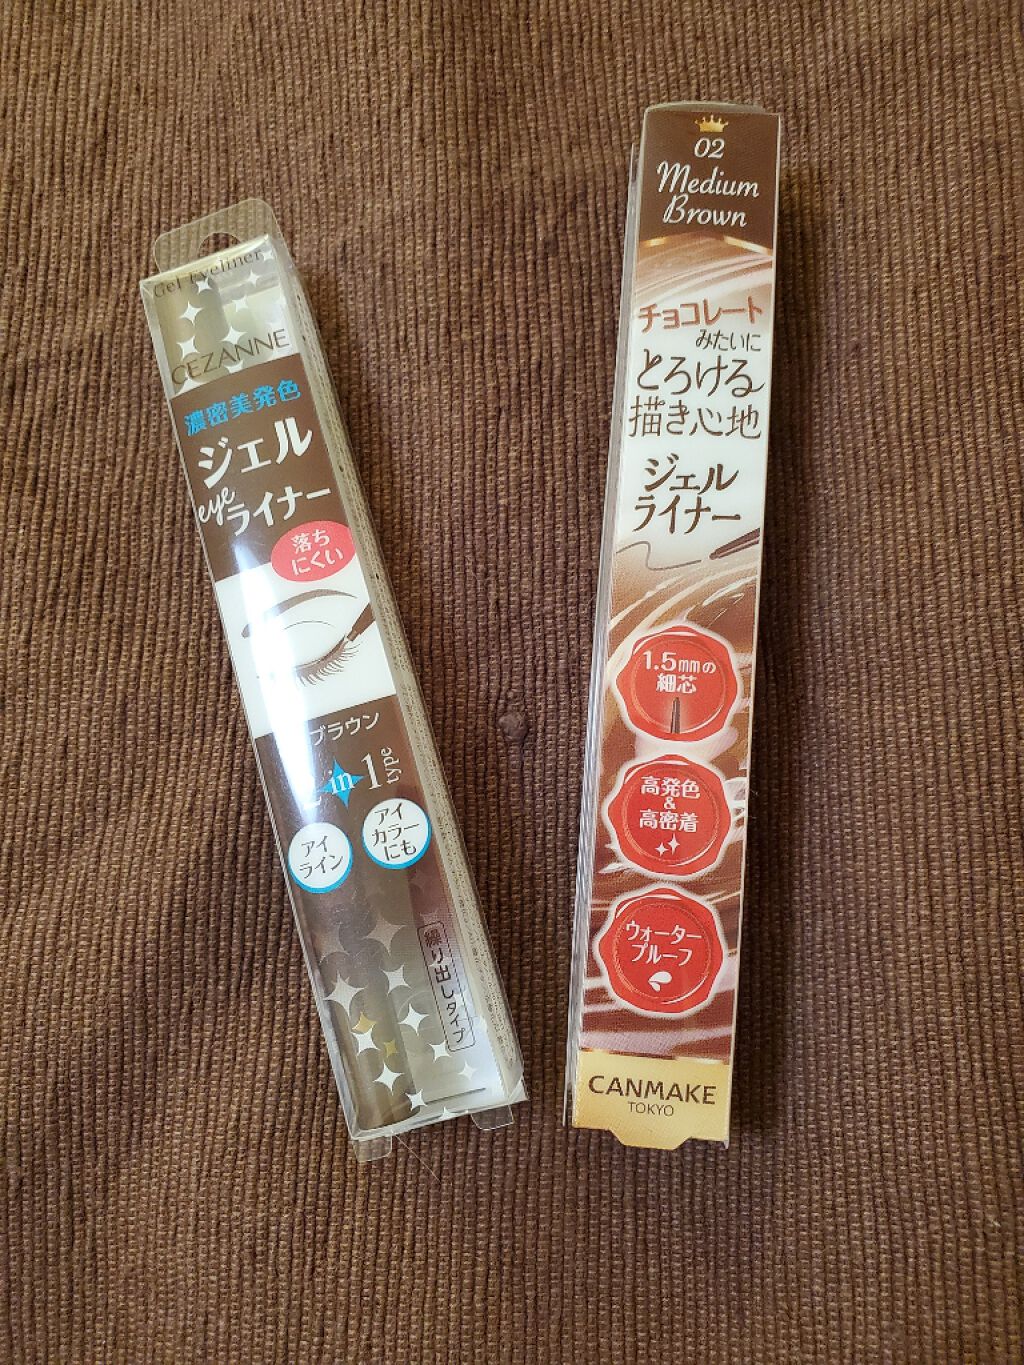 Gel Eyeliner
CEZANNE
濃密美発色
ジェル
eye
ライナー
落ち
にくい
ブラウン
in 1 type
アイ
ライン
アイ
カラー
にも
繰り出しタイプ
02
Medium
Brown
チョコレート
みたいに
とろける
描き心地
ジェル
ライナー
1.5mmの
細芯
高発色
&
高密着
ウォーター
プルーフ
CANMAKE
TOKYO